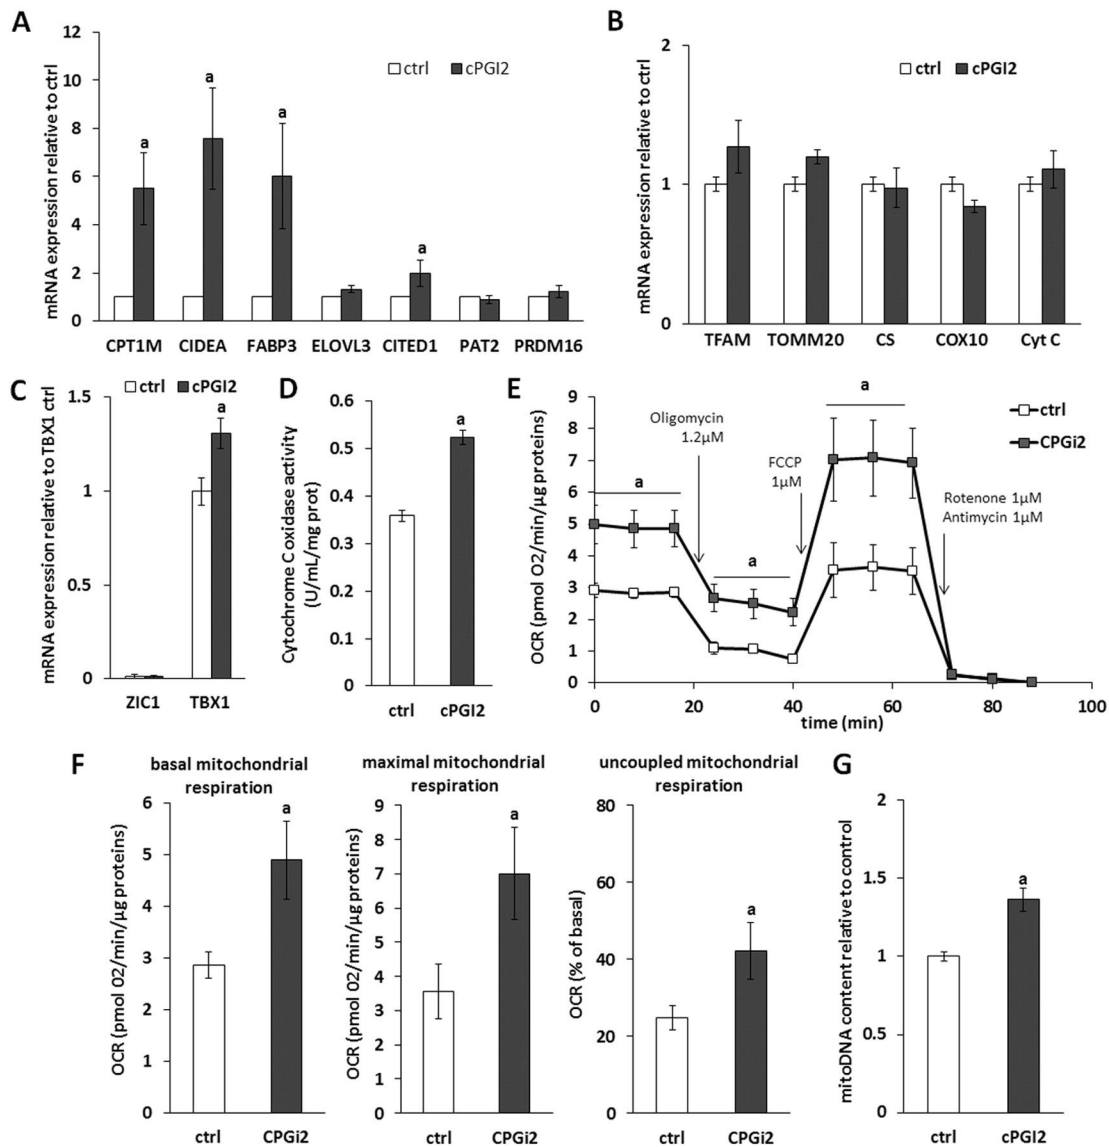 A
mRNA expression relative to ctrl
12
10
8
6
4
2
0
ctrl cPGI2
a
a
a
a
CPT1M CIDEA FABP3 ELOVL3 CITED1 PAT2 PRDM16
B
mRNA expression relative to ctrl
2
1
0
ctrl cPGI2
TFAM TOMM20 CS COX10 Cyt C
C
mRNA expression relative to TBX1 ctrl
1.5
1
0.5
0
ctrl cPGI2
a
ZIC1 TBX1
D
Cytochrome C oxidase activity
(U/mL/mg prot)
0.6
0.5
0.4
0.3
0.2
0.1
0
a
ctrl cPGI2
E
OCR (pmol O2/min/µg proteins)
9
8
7
6
5
4
3
2
1
0
a
Oligomycin
1.2µM
a
FCCP
1µM
a
Rotenone 1µM
Antimycin 1µM
ctrl
CPGi2
0 20 40 60 80 100
time (min)
F
basal mitochondrial
respiration
OCR (pmol O2/min/µg proteins)
6
5
4
3
2
1
0
a
ctrl CPGi2
maximal mitochondrial
respiration
OCR (pmol O2/min/µg proteins)
9
8
7
6
5
4
3
2
1
0
a
ctrl CPGi2
uncoupled mitochondrial
respiration
OCR (% of basal)
80
60
40
20
0
a
ctrl CPGi2
G
mitoDNA content relative to control
2
1.5
1
0.5
0
a
ctrl cPGI2